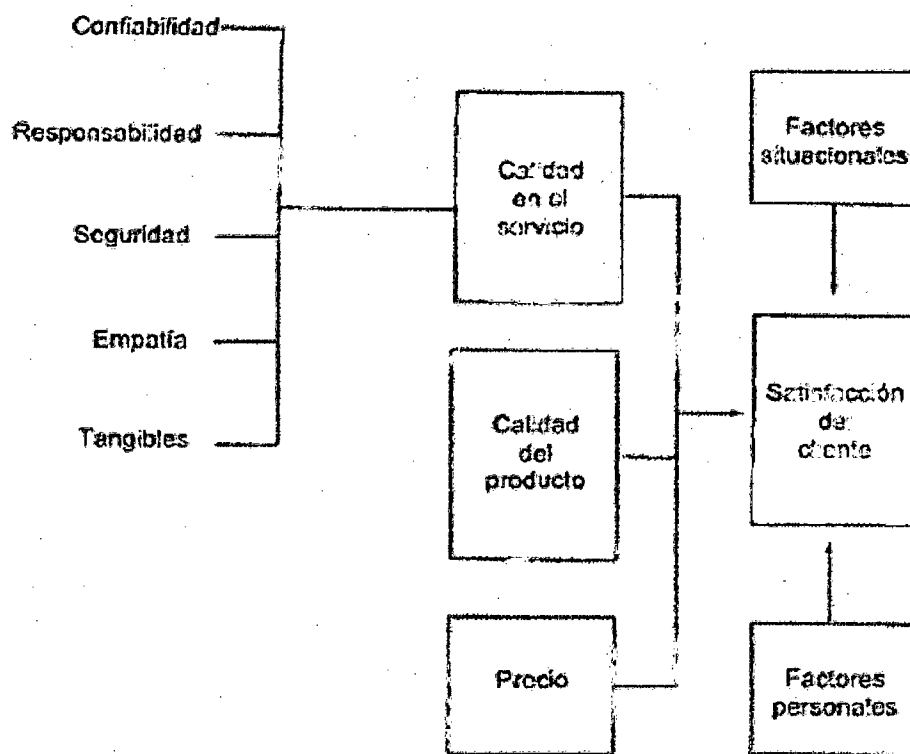 Confiabilidad
Responsabilidad
Seguridad
Empatía
Tangibles
Calidad
en el
servicio
Calidad
del
producto
Precio
Factores
situacionales
Satisfacción
del
cliente
Factores
personales